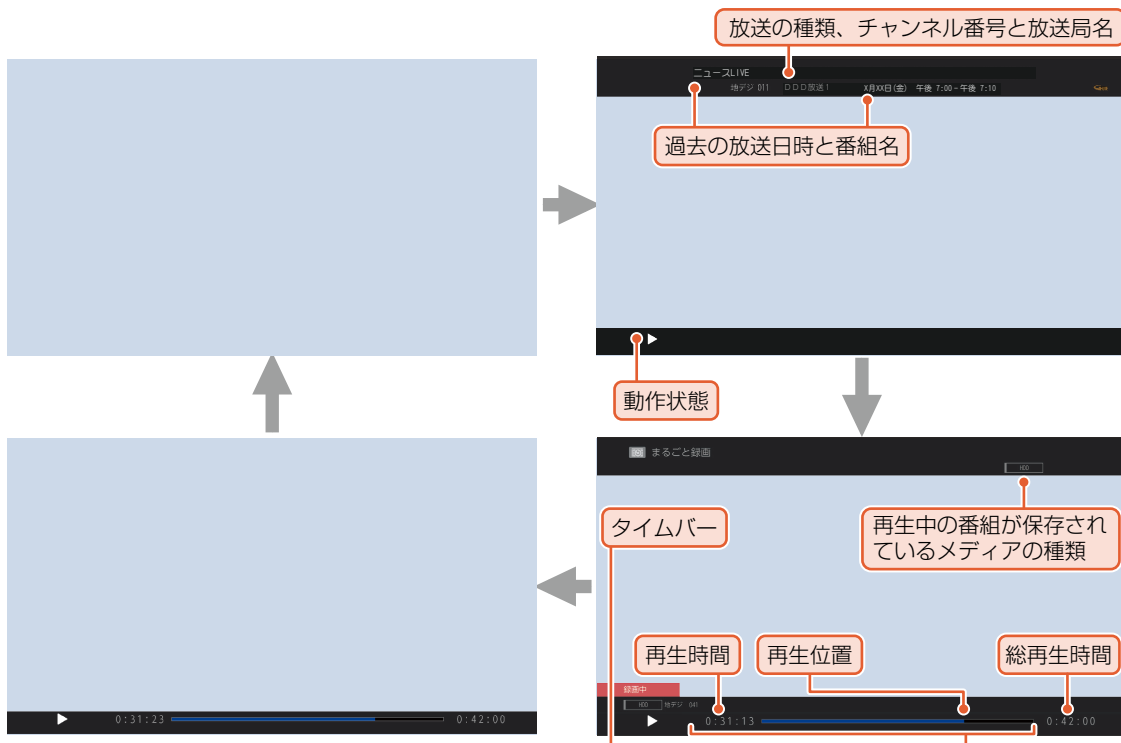 放送の種類、チャンネル番号と放送局名
ニュースLIVE
地デジ 011 DDD放送1 X月XX日(金) 午後 7:00-午後 7:10
過去の放送日時と番組名
動作状態
まるごと録画
HDD
タイムバー
再生中の番組が保存され
ているメディアの種類
再生時間
再生位置
総再生時間
録画中
HDD 地デジ 041
0:31:13 0:42:00
0:31:23 0:42:00